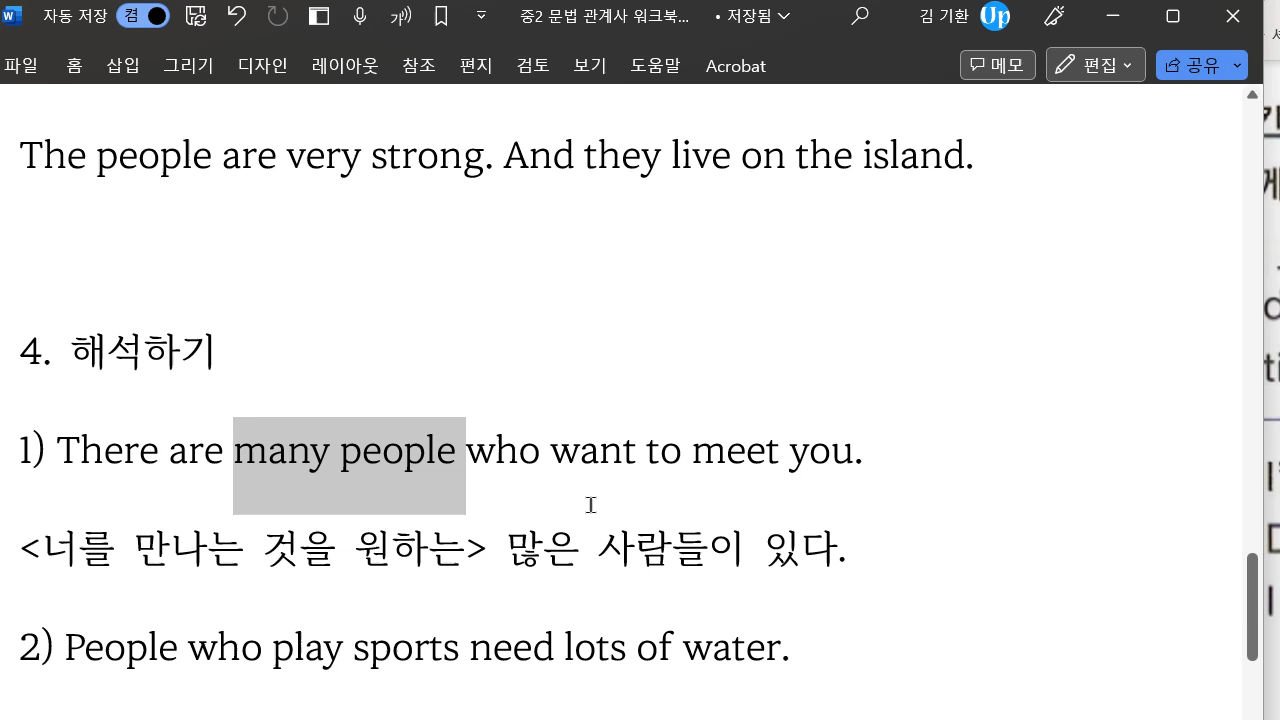 자동 저장 켬 가)) 중2 문법 관계사 워크북... • 저장됨 김 기환 Up
파일 홈 삽입 그리기 디자인 레이아웃 참조 편지 검토 보기 도움말 Acrobat 메모 편집 공유
The people are very strong. And they live on the island.
4. 해석하기
1) There are many people who want to meet you.
<너를 만나는 것을 원하는> 많은 사람들이 있다.
2) People who play sports need lots of water.